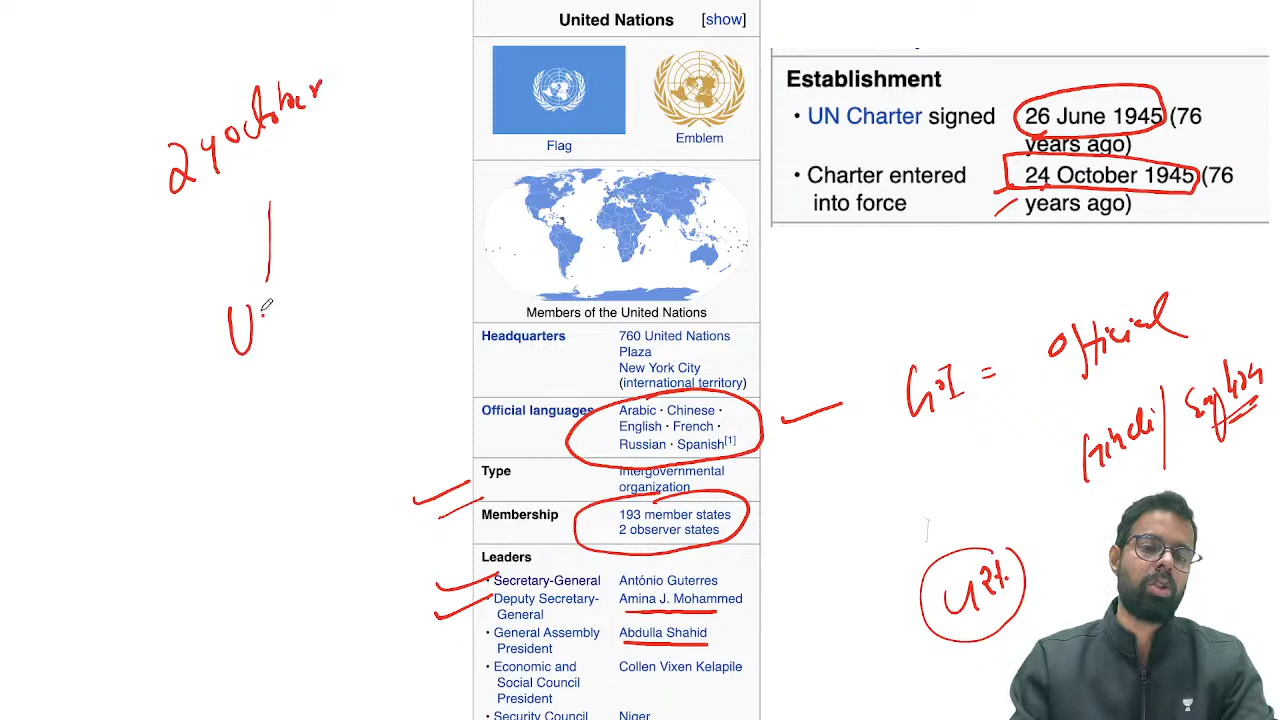 United Nations [show]
Flag
Emblem
Members of the United Nations
Headquarters 760 United Nations
Plaza
New York City
(international territory)
Official languages Arabic · Chinese ·
English · French ·
Russian · Spanish[1]
Type Intergovernmental
organization
Membership 193 member states
2 observer states
Leaders
• Secretary-General António Guterres
• Deputy Secretary-General Amina J. Mohammed
• General Assembly President Abdulla Shahid
• Economic and Social Council President Collen Vixen Kelapile
• Security Council Niger
Establishment
• UN Charter signed 26 June 1945 (76
years ago)
• Charter entered into force 24 October 1945 (76
years ago)
24 October
U
GOI = Official
Hindi / English
42%